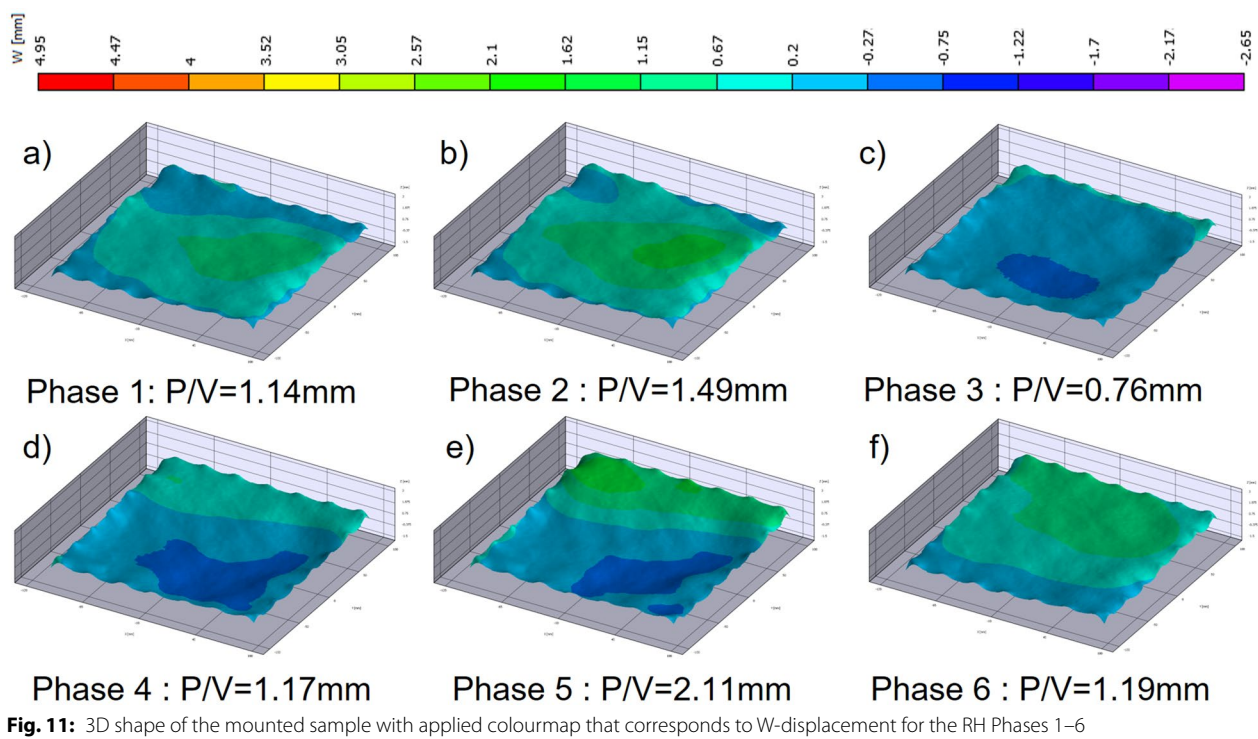 W [mm]
4.95 4.47 4 3.52 3.05 2.57 2.1 1.62 1.15 0.67 0.2 -0.27 -0.75 -1.22 -1.7 -2.17 -2.65
a) b) c)
Phase 1: P/V=1.14mm Phase 2 : P/V=1.49mm Phase 3 : P/V=0.76mm
d) e) f)
Phase 4 : P/V=1.17mm Phase 5 : P/V=2.11mm Phase 6 : P/V=1.19mm
Fig. 11: 3D shape of the mounted sample with applied colourmap that corresponds to W-displacement for the RH Phases 1–6